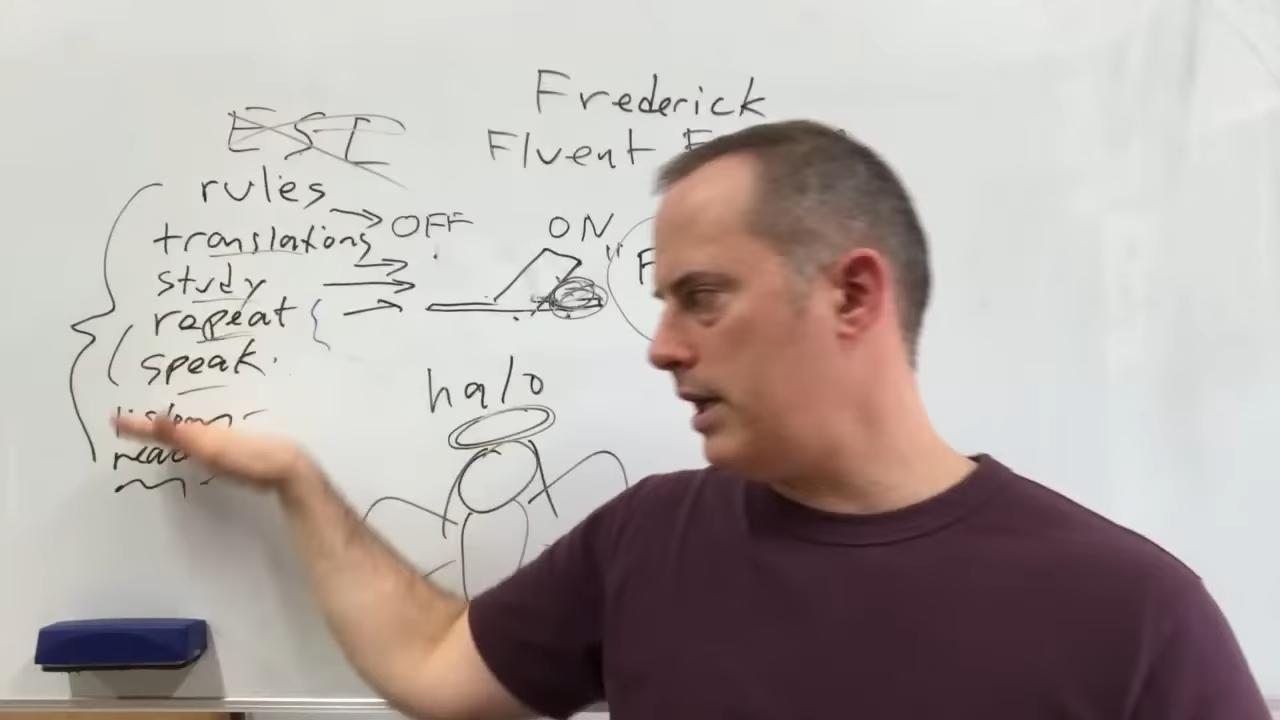 Frederick
Fluent
ESL
rules
translations
OFF
ON
study
repeat
speak.
halo